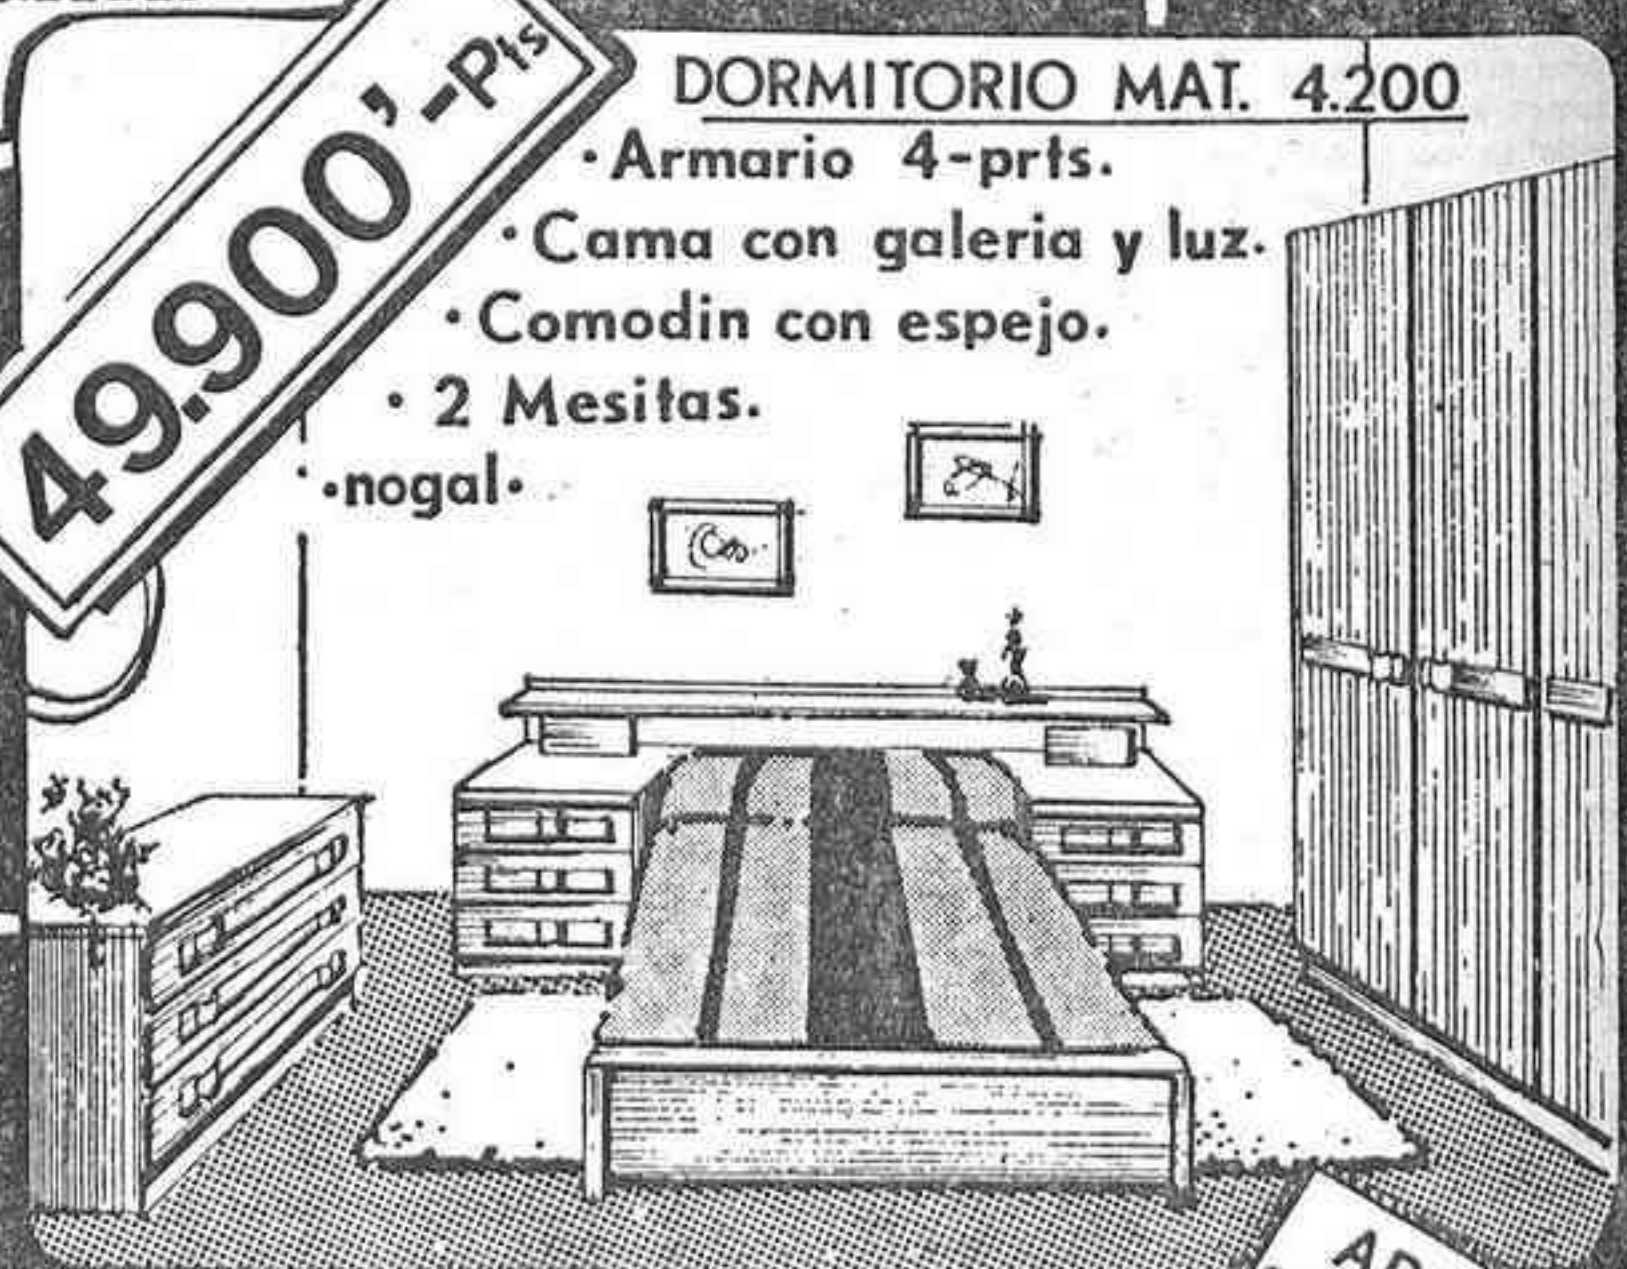 49.900'-Pts
DORMITORIO MAT. 4.200
·Armario 4-prts.
·Cama con galeria y luz.
·Comodin con espejo.
·2 Mesitas.
·nogal·